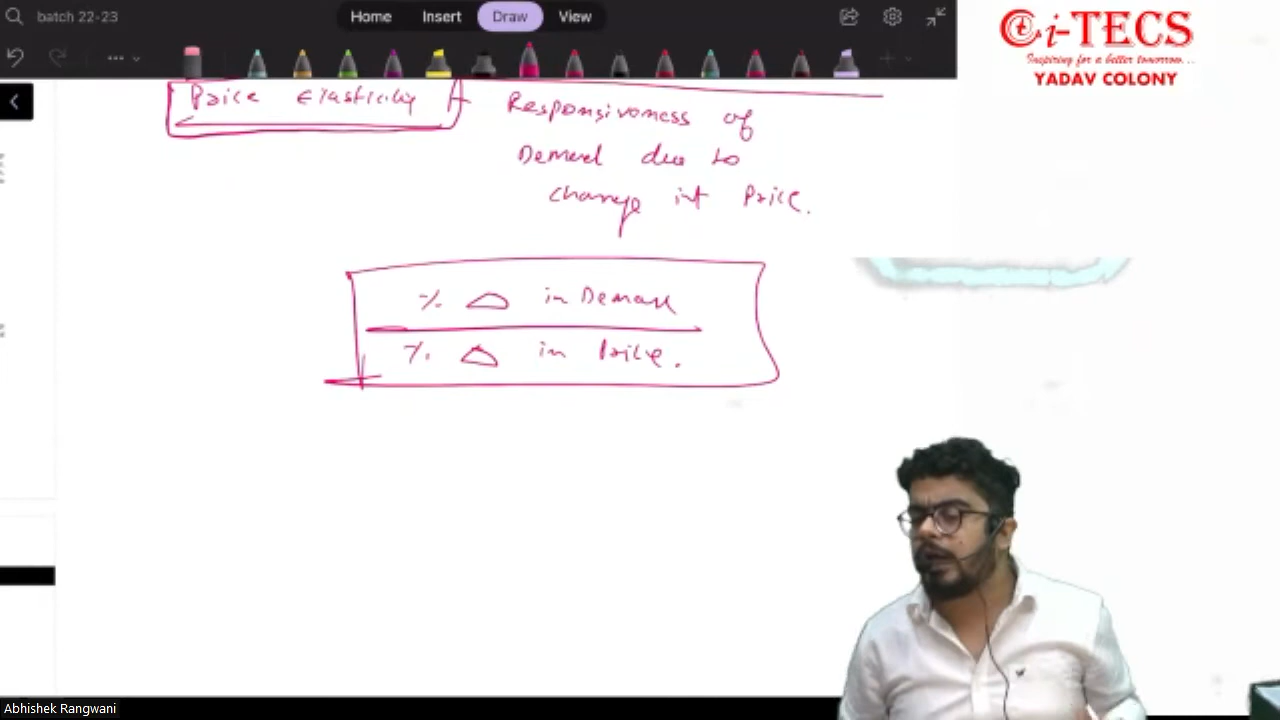 batch 22-23
Home Insert Draw View
i-TECS
Inspiring for a better tomorrow...
YADAV COLONY
Price Elasticity
Responsiveness of
Demand due to
change int Price.
% △ in Demand
% △ in Price.
Abhishek Rangwani